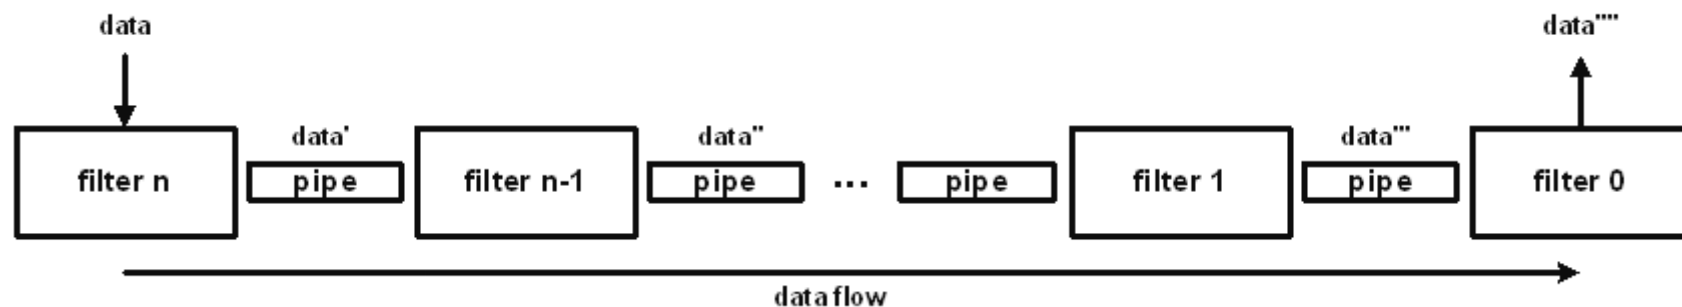 data
data''''
data'
data''
data'''
filter n
pipe
filter n-1
pipe
...
pipe
filter 1
pipe
filter 0
data flow